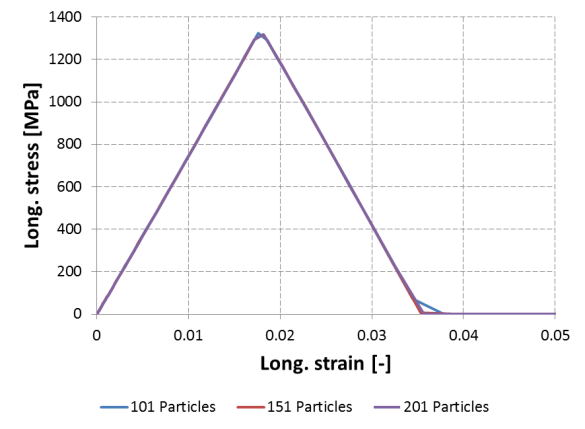 Long. stress [MPa]
1400
1200
1000
800
600
400
200
0
0 0.01 0.02 0.03 0.04 0.05
Long. strain [-]
101 Particles 151 Particles 201 Particles